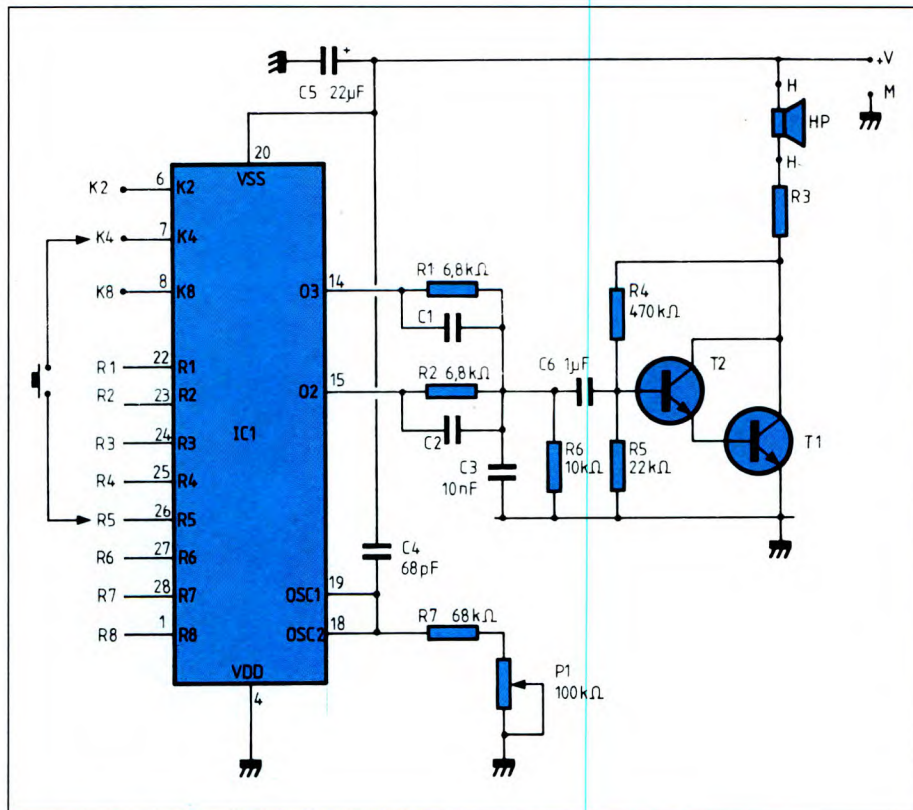 +V
C5 22µF
+
H
M
HP
H
20
VSS
K2 6 K2
K4 7 K4
K8 8 K8
R1 22 R1
R2 23 R2
R3 24 R3
R4 25 R4
R5 26 R5
R6 27 R6
R7 28 R7
R8 1 R8
IC1
O3 14
O2 15
OSC1 19
OSC2 18
VDD
4
R1 6,8kΩ
C1
R2 6,8kΩ
C2
C3
10nF
C6 1µF
R6
10kΩ
R5
22kΩ
R4
470kΩ
R3
T2
T1
C4
68pF
R7 68kΩ
P1
100kΩ